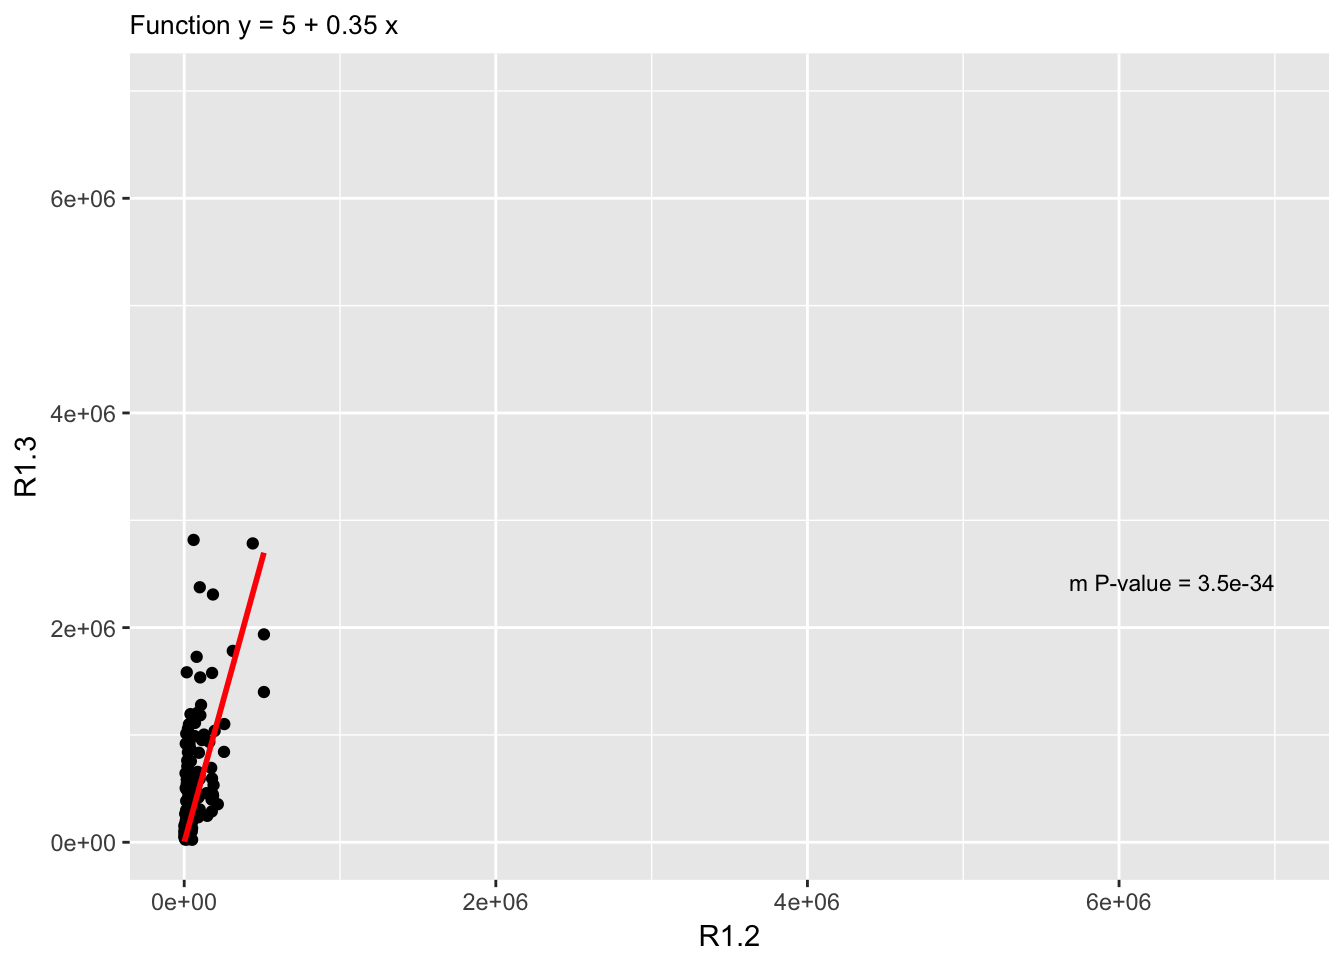 Function y = 5 + 0.35 x
6e+06
4e+06
2e+06
0e+00
R1.3
m P-value = 3.5e-34
0e+00
2e+06
4e+06
6e+06
R1.2